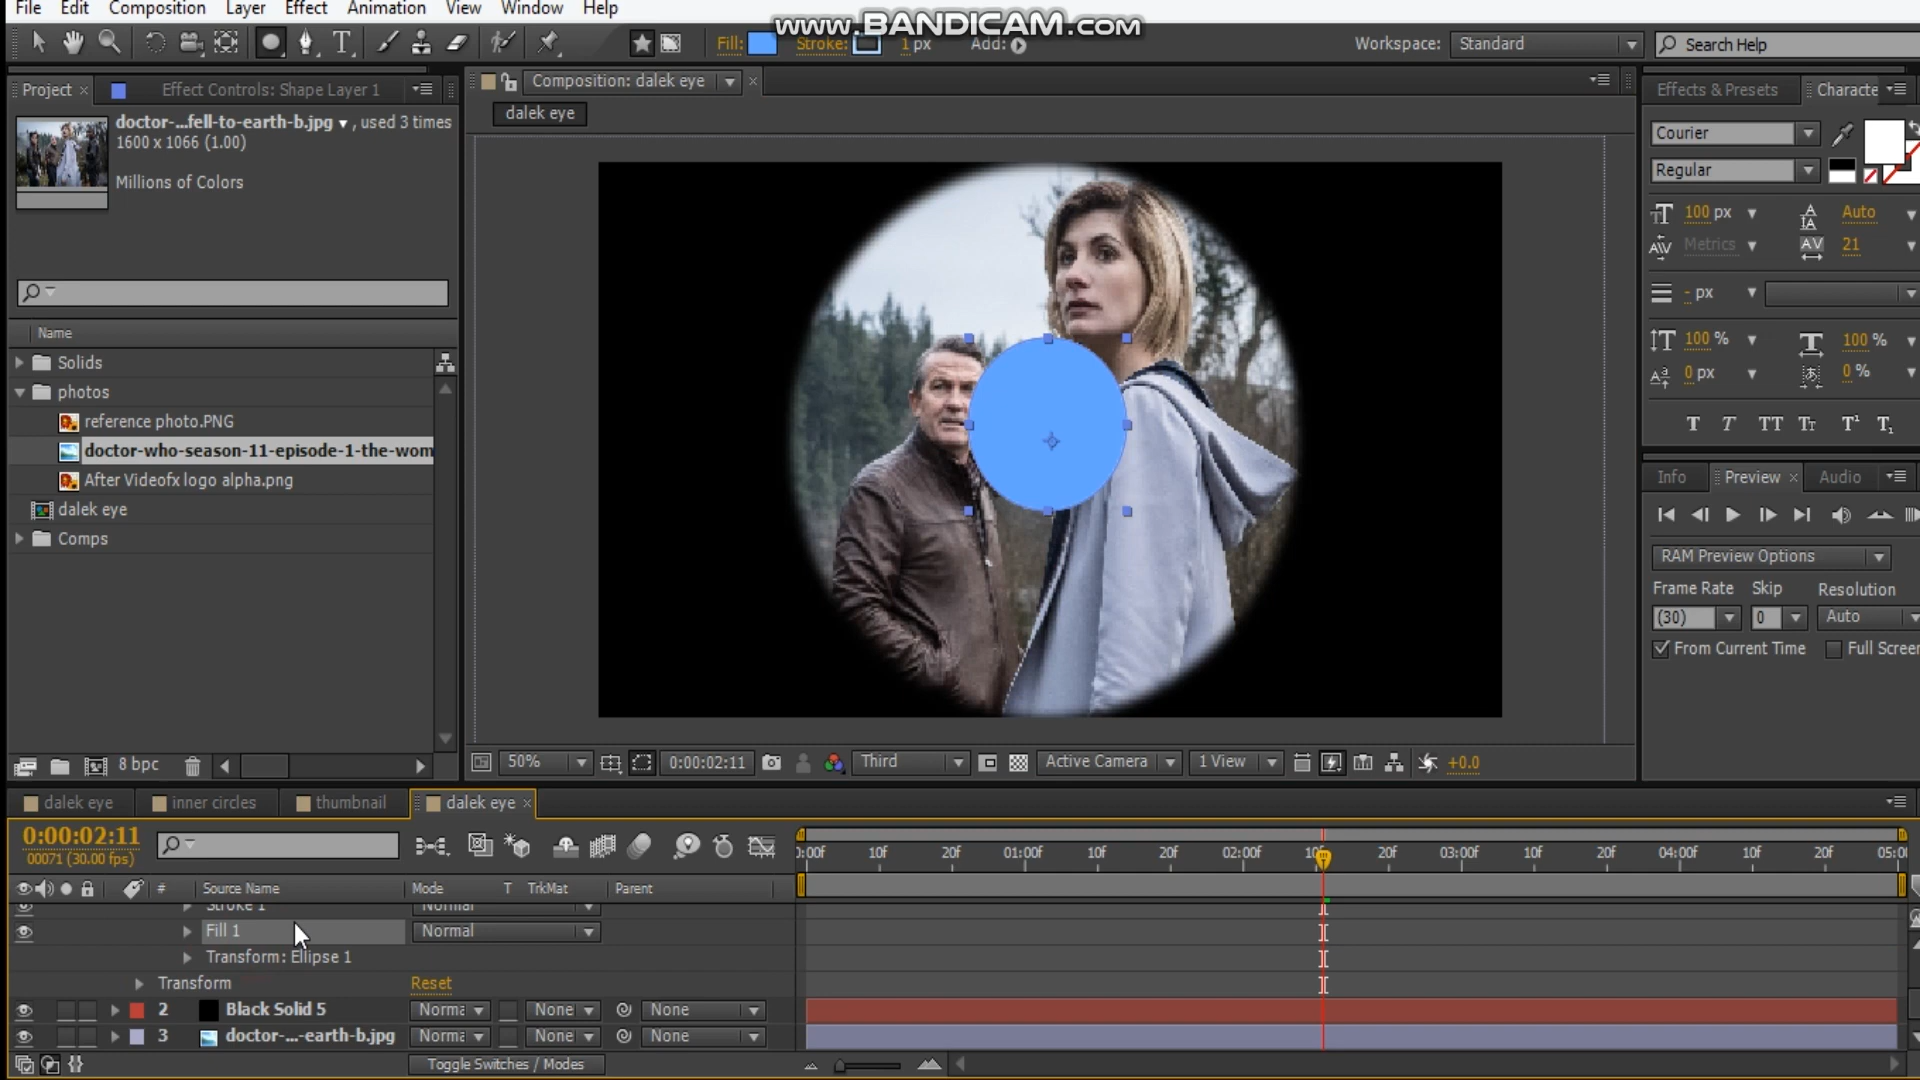 File Edit Composition Layer Effect Animation View Window Help
www.BANDICAM.com
Fill: Stroke: 1 px Add:
Workspace: Standard
Search Help
Project × Effect Controls: Shape Layer 1
doctor-...fell-to-earth-b.jpg ▼, used 3 times
1600 x 1066 (1.00)
Millions of Colors
Name
Solids
photos
reference photo.PNG
doctor-who-season-11-episode-1-the-wom
After Videofx logo alpha.png
dalek eye
Comps
8 bpc
Composition: dalek eye
dalek eye
50% 0:00:02:11 Third Active Camera 1 View +0.0
Effects & Presets Characte
Courier
Regular
100 px Auto
Metrics 21
- px
100 % 100 %
0 px 0 %
T T TT Tt T¹ T₁
Info Preview × Audio
RAM Preview Options
Frame Rate Skip Resolution
(30) 0 Auto
From Current Time Full Screen
dalek eye inner circles thumbnail dalek eye ×
0:00:02:11
00071 (30.00 fps)
):00f 10f 20f 01:00f 10f 20f 02:00f 10f 20f 03:00f 10f 20f 04:00f 10f 20f 05:00
# Source Name Mode T TrkMat Parent
Stroke 1 Normal
Fill 1 Normal
Transform: Ellipse 1
Transform Reset
2 Black Solid 5 Norma None None
3 doctor-...-earth-b.jpg Norma None None
Toggle Switches / Modes